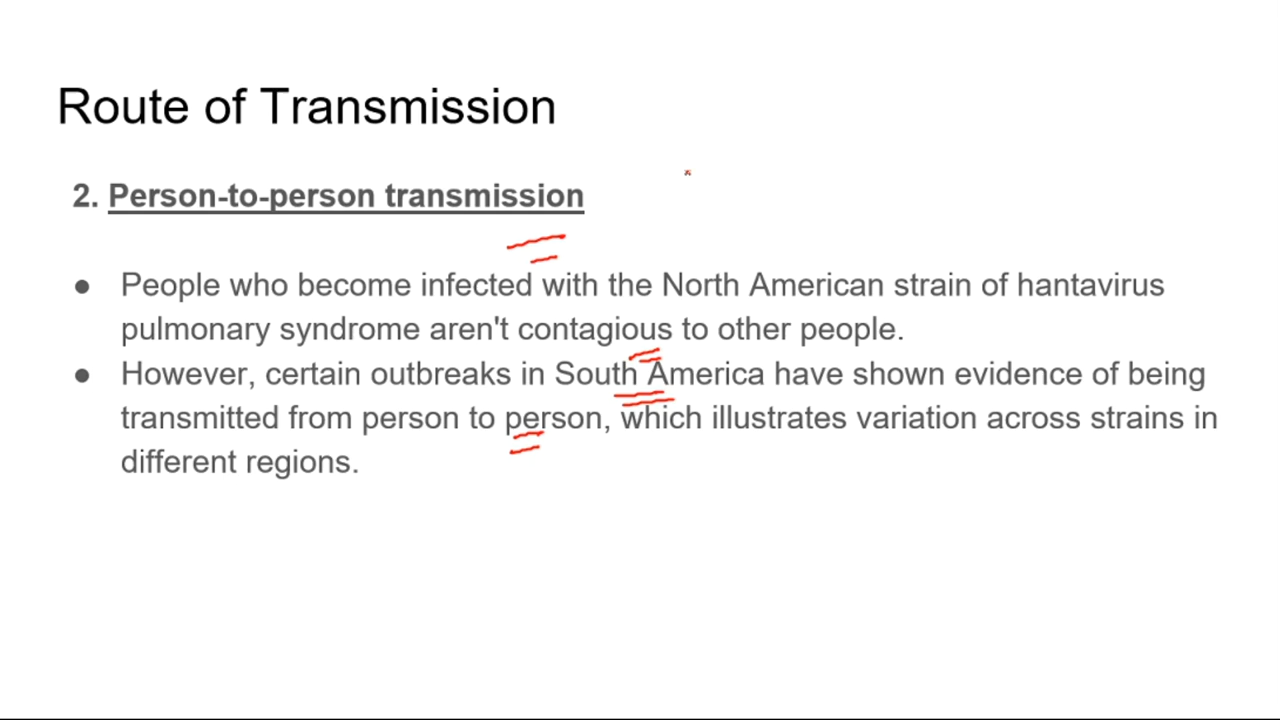 Route of Transmission
2. Person-to-person transmission
● People who become infected with the North American strain of hantavirus
pulmonary syndrome aren't contagious to other people.
● However, certain outbreaks in South America have shown evidence of being
transmitted from person to person, which illustrates variation across strains in
different regions.